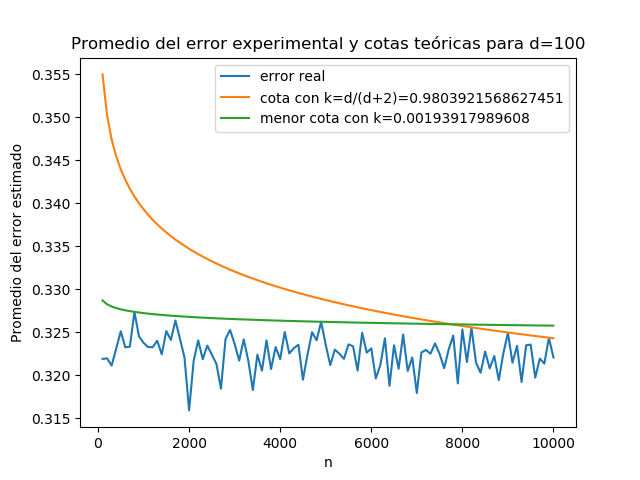 Promedio del error experimental y cotas teóricas para d=100
error real
cota con k=d/(d+2)=0.9803921568627451
menor cota con k=0.00193917989608
Promedio del error estimado
0.355
0.350
0.345
0.340
0.335
0.330
0.325
0.320
0.315
0 2000 4000 6000 8000 10000
n